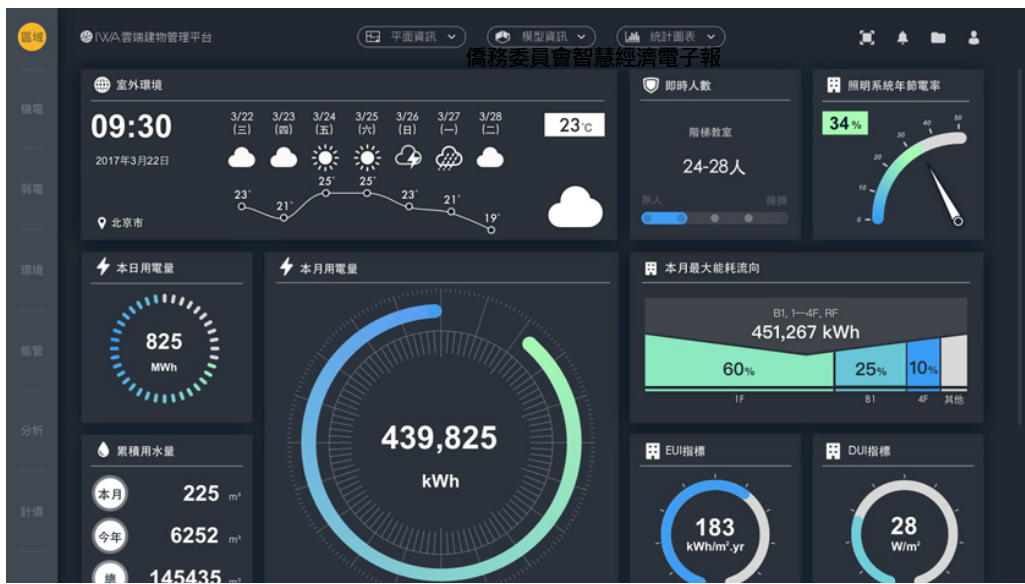 區域
IWA雲端建物管理平台
平面資訊
模型資訊
統計圖表
僑務委員會智慧經濟電子報
機電
弱電
環境
能管
分析
計價
室外環境
09:30
2017年3月22日
北京市
3/22 3/23 3/24 3/25 3/26 3/27 3/28
(三) (四) (五) (六) (日) (一) (二)
23°C
23° 21° 25° 25° 23° 21° 19°
即時人數
階梯教室
24-28人
無人 擁擠
照明系統年節電率
34%
0 10 20 30 40 50
本日用電量
825
MWh
本月用電量
439,825
kWh
本月最大能耗流向
B1, 1—4F, RF
451,267 kWh
60% 25% 10%
1F B1 4F 其他
累積用水量
本月 225 m³
今年 6252 m³
總 145435 m³
EUI指標
183
kWh/m².yr
DUI指標
28
W/m²